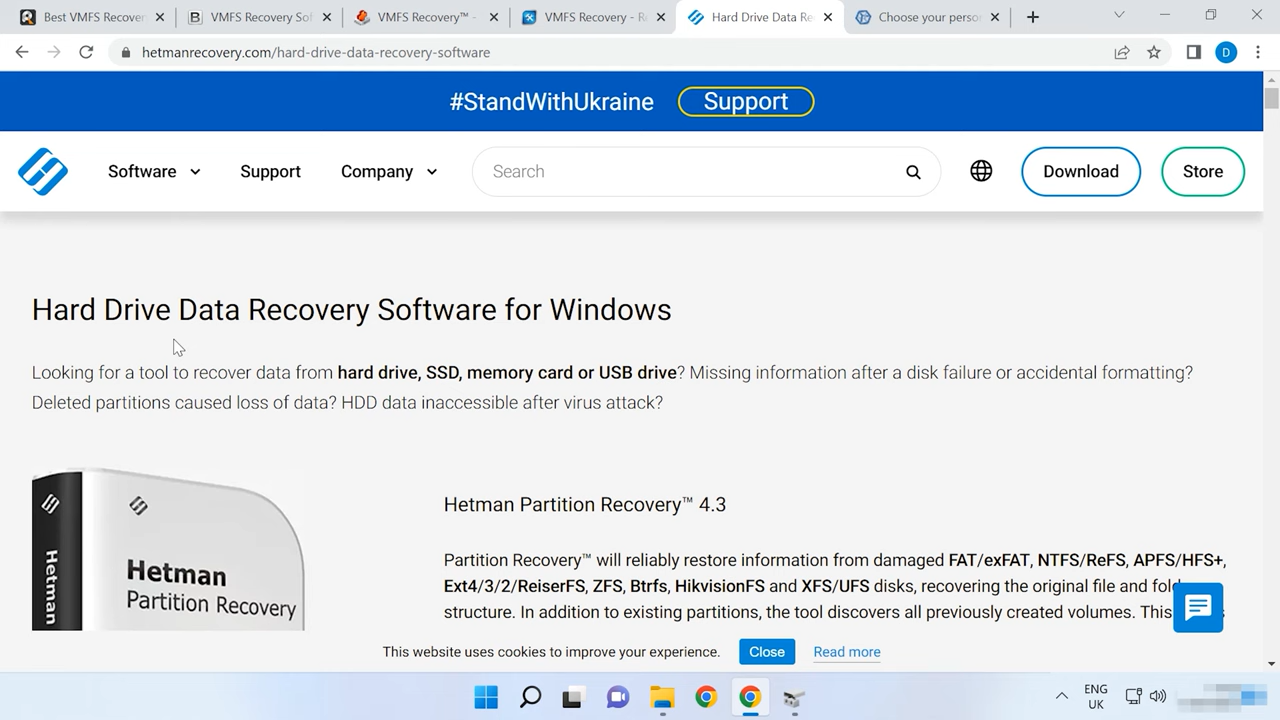 Best VMFS Recover
VMFS Recovery Sof
VMFS Recovery™ -
VMFS Recovery - R
Hard Drive Data Re
Choose your perso
hetmanrecovery.com/hard-drive-data-recovery-software
D
#StandWithUkraine Support
Software Support Company Search Download Store
Hard Drive Data Recovery Software for Windows
Looking for a tool to recover data from hard drive, SSD, memory card or USB drive? Missing information after a disk failure or accidental formatting?
Deleted partitions caused loss of data? HDD data inaccessible after virus attack?
Hetman
Hetman
Partition Recovery
Hetman Partition Recovery™ 4.3
Partition Recovery™ will reliably restore information from damaged FAT/exFAT, NTFS/ReFS, APFS/HFS+,
Ext4/3/2/ReiserFS, ZFS, Btrfs, HikvisionFS and XFS/UFS disks, recovering the original file and fold
structure. In addition to existing partitions, the tool discovers all previously created volumes. This
This website uses cookies to improve your experience. Close Read more
ENG
UK